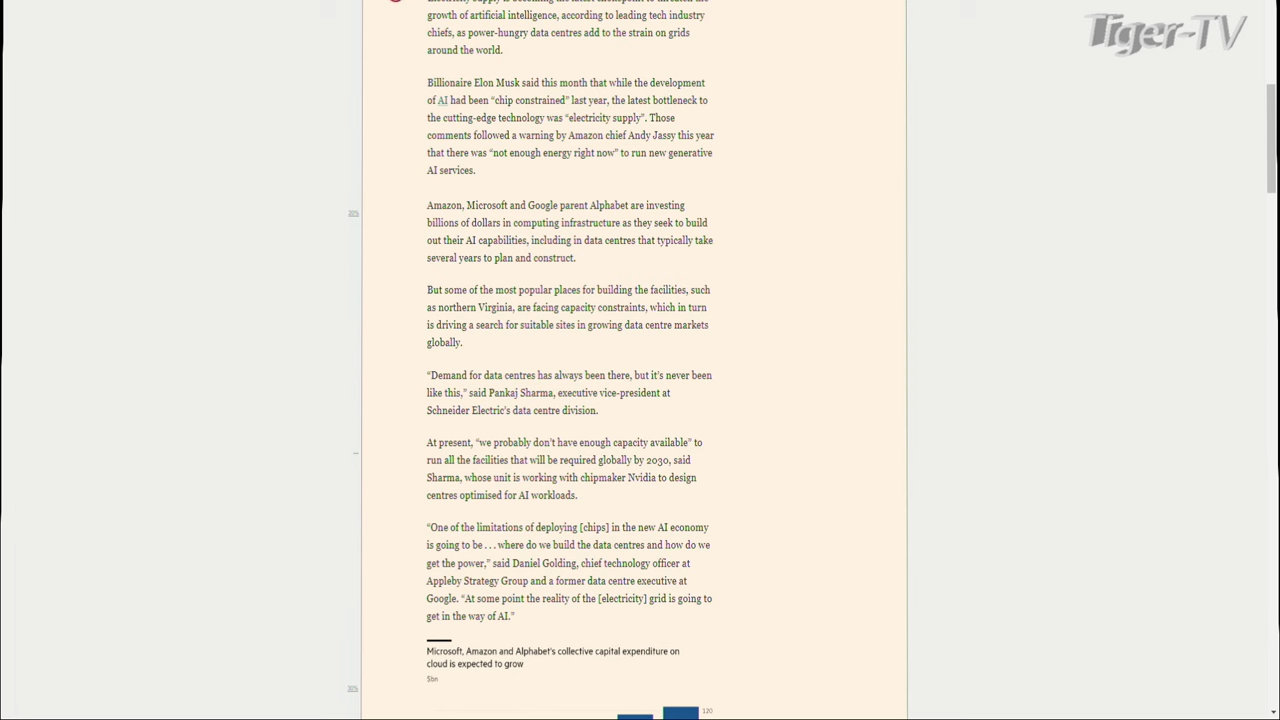 Tiger-TV
growth of artificial intelligence, according to leading tech industry
chiefs, as power-hungry data centres add to the strain on grids
around the world.
Billionaire Elon Musk said this month that while the development
of AI had been “chip constrained” last year, the latest bottleneck to
the cutting-edge technology was “electricity supply”. Those
comments followed a warning by Amazon chief Andy Jassy this year
that there was “not enough energy right now” to run new generative
AI services.
Amazon, Microsoft and Google parent Alphabet are investing
billions of dollars in computing infrastructure as they seek to build
out their AI capabilities, including in data centres that typically take
several years to plan and construct.
But some of the most popular places for building the facilities, such
as northern Virginia, are facing capacity constraints, which in turn
is driving a search for suitable sites in growing data centre markets
globally.
“Demand for data centres has always been there, but it’s never been
like this,” said Pankaj Sharma, executive vice-president at
Schneider Electric’s data centre division.
At present, “we probably don’t have enough capacity available” to
run all the facilities that will be required globally by 2030, said
Sharma, whose unit is working with chipmaker Nvidia to design
centres optimised for AI workloads.
“One of the limitations of deploying [chips] in the new AI economy
is going to be . . . where do we build the data centres and how do we
get the power,” said Daniel Golding, chief technology officer at
Appleby Strategy Group and a former data centre executive at
Google. “At some point the reality of the [electricity] grid is going to
get in the way of AI.”
Microsoft, Amazon and Alphabet’s collective capital expenditure on
cloud is expected to grow
$bn
120